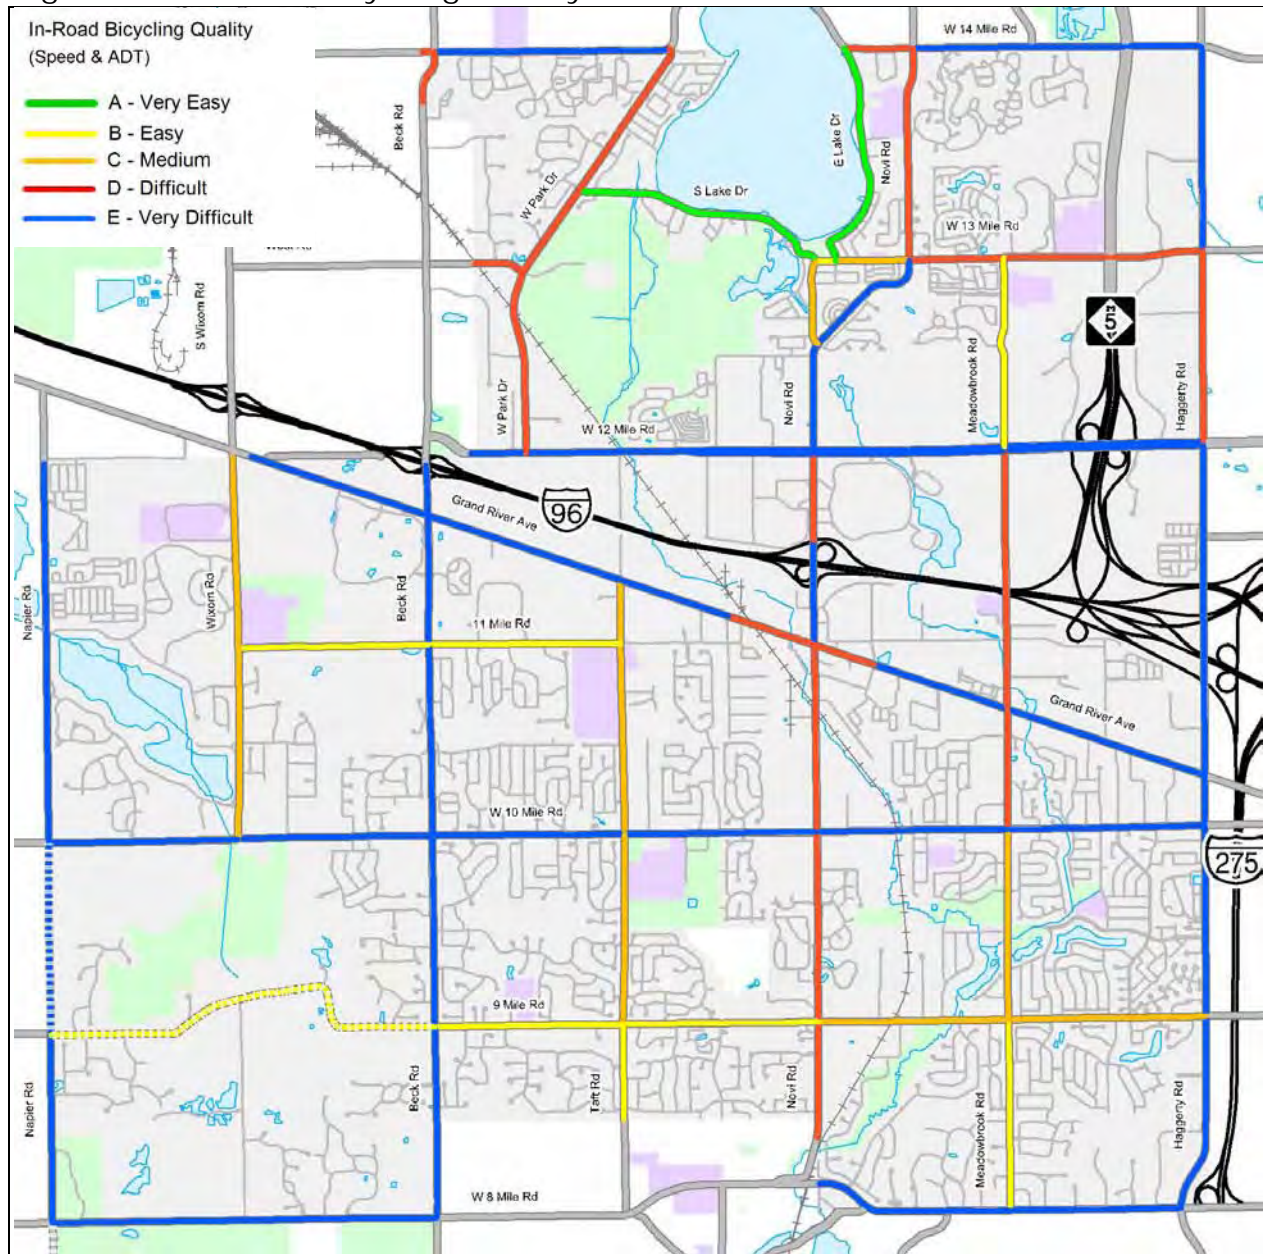 In-Road Bicycling Quality
(Speed & ADT)
A - Very Easy
B - Easy
C - Medium
D - Difficult
E - Very Difficult
W 14 Mile Rd
Beck Rd
E Lake Dr
Novi Rd
W Park Dr
S Lake Dr
W 13 Mile Rd
S Wixom Rd
5
W Park Dr
Novi Rd
Meadowbrook Rd
Haggerty Rd
W 12 Mile Rd
Grand River Ave
96
Napier Rd
Wixom Rd
Beck Rd
11 Mile Rd
Grand River Ave
W 10 Mile Rd
275
9 Mile Rd
Napier Rd
Beck Rd
Taft Rd
Novi Rd
Meadowbrook Rd
Haggerty Rd
W 8 Mile Rd